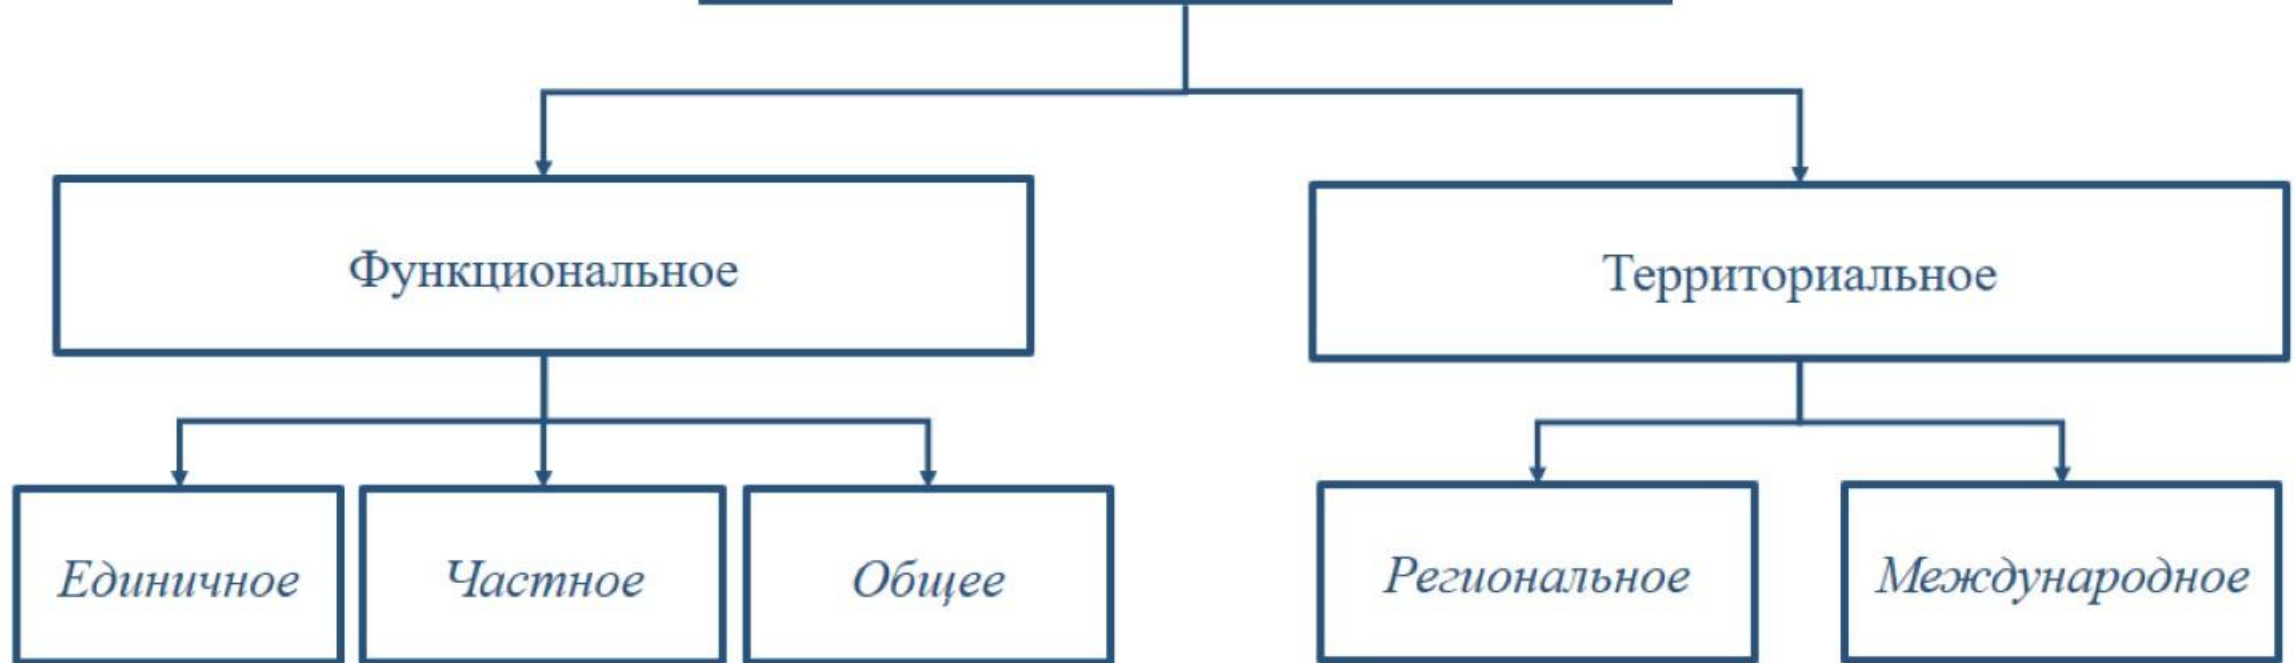 Функциональное
Территориальное
Единичное
Частное
Общее
Региональное
Международное